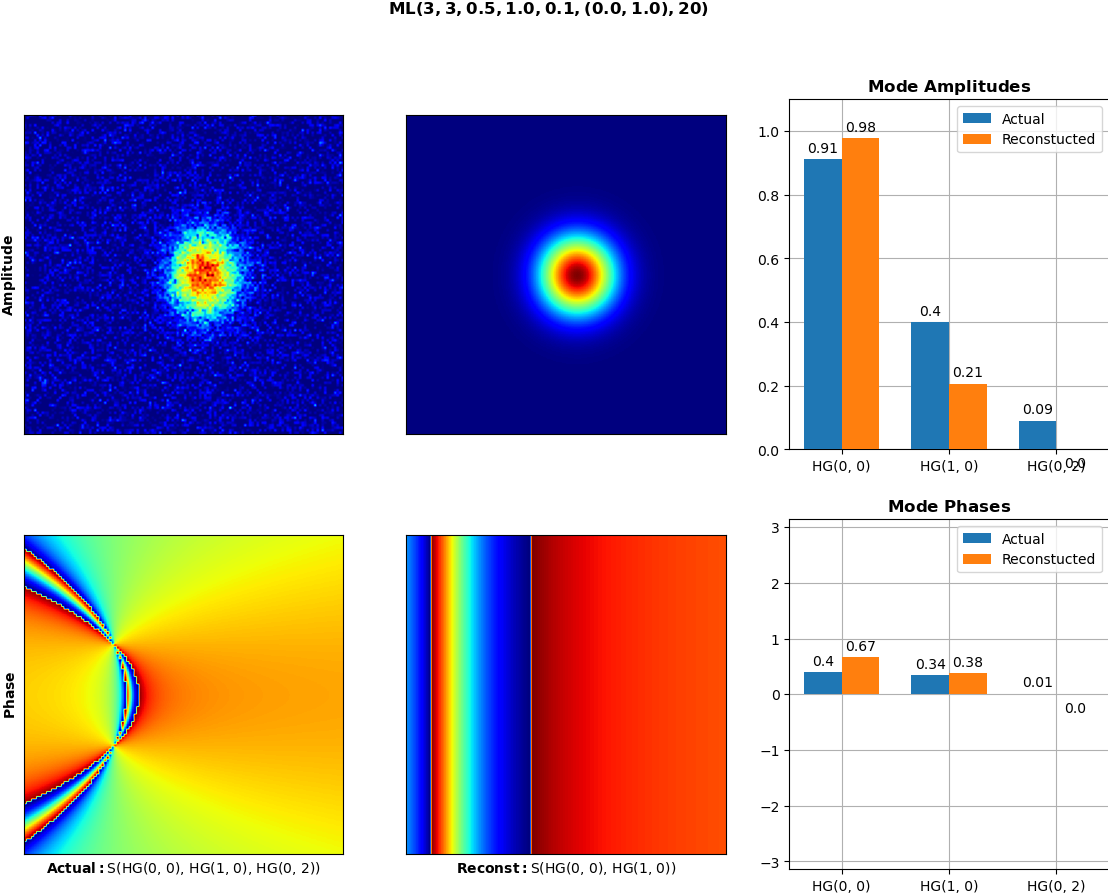 ML(3, 3, 0.5, 1.0, 0.1, (0.0, 1.0), 20)
Amplitude
Mode Amplitudes
Actual
Reconstucted
1.0
0.8
0.6
0.4
0.2
0.0
0.91
0.98
0.4
0.21
0.09
0.0
HG(0, 0)
HG(1, 0)
HG(0, 2)
Phase
Actual: S(HG(0, 0), HG(1, 0), HG(0, 2))
Reconst: S(HG(0, 0), HG(1, 0))
Mode Phases
Actual
Reconstucted
3
2
1
0
−1
−2
−3
0.4
0.67
0.34
0.38
0.01
0.0
HG(0, 0)
HG(1, 0)
HG(0, 2)